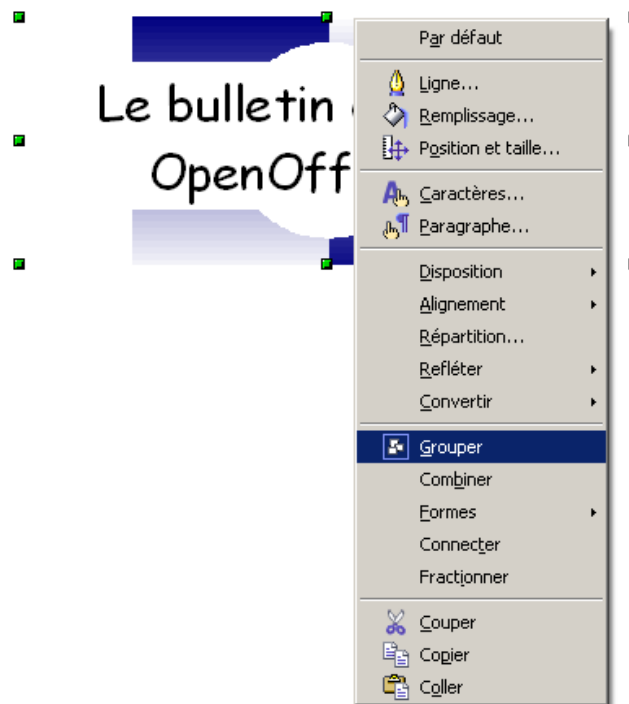 Le bulletin
OpenOff
Par défaut
Ligne...
Remplissage...
Position et taille...
Caractères...
Paragraphe...
Disposition
Alignement
Répartition...
Refléter
Convertir
Grouper
Combiner
Formes
Connecter
Fractionner
Couper
Copier
Coller